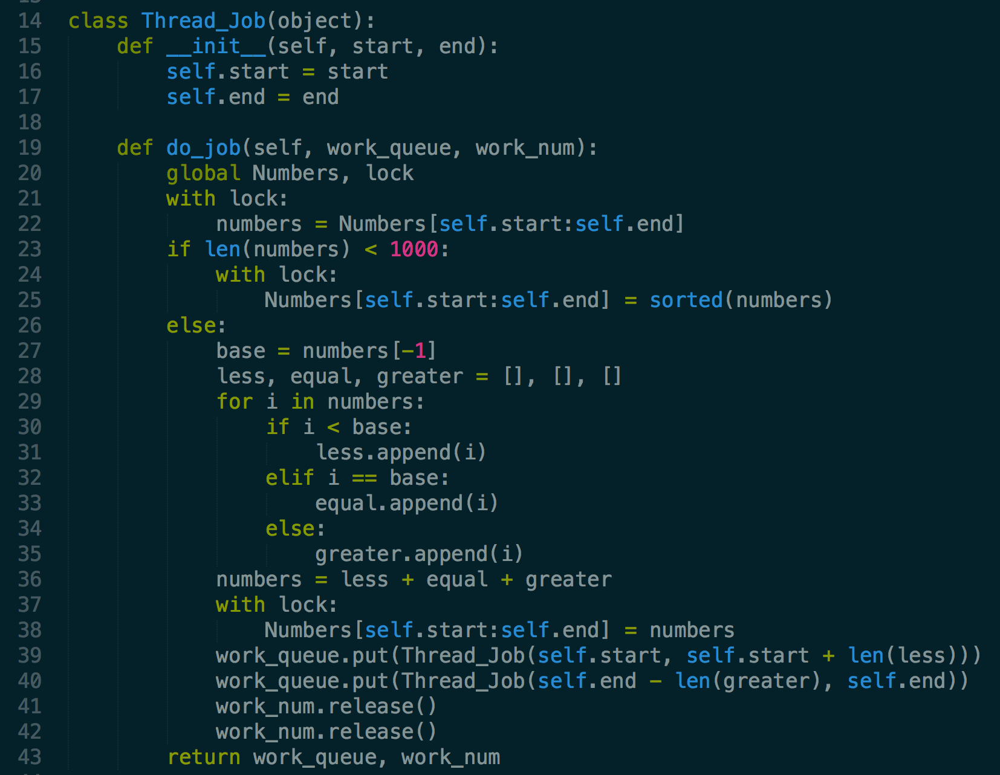 14 class Thread_Job(object):
15     def __init__(self, start, end):
16         self.start = start
17         self.end = end
18
19     def do_job(self, work_queue, work_num):
20         global Numbers, lock
21         with lock:
22             numbers = Numbers[self.start:self.end]
23         if len(numbers) < 1000:
24             with lock:
25                 Numbers[self.start:self.end] = sorted(numbers)
26         else:
27             base = numbers[-1]
28             less, equal, greater = [], [], []
29             for i in numbers:
30                 if i < base:
31                     less.append(i)
32                 elif i == base:
33                     equal.append(i)
34                 else:
35                     greater.append(i)
36             numbers = less + equal + greater
37             with lock:
38                 Numbers[self.start:self.end] = numbers
39             work_queue.put(Thread_Job(self.start, self.start + len(less)))
40             work_queue.put(Thread_Job(self.end - len(greater), self.end))
41             work_num.release()
42             work_num.release()
43         return work_queue, work_num